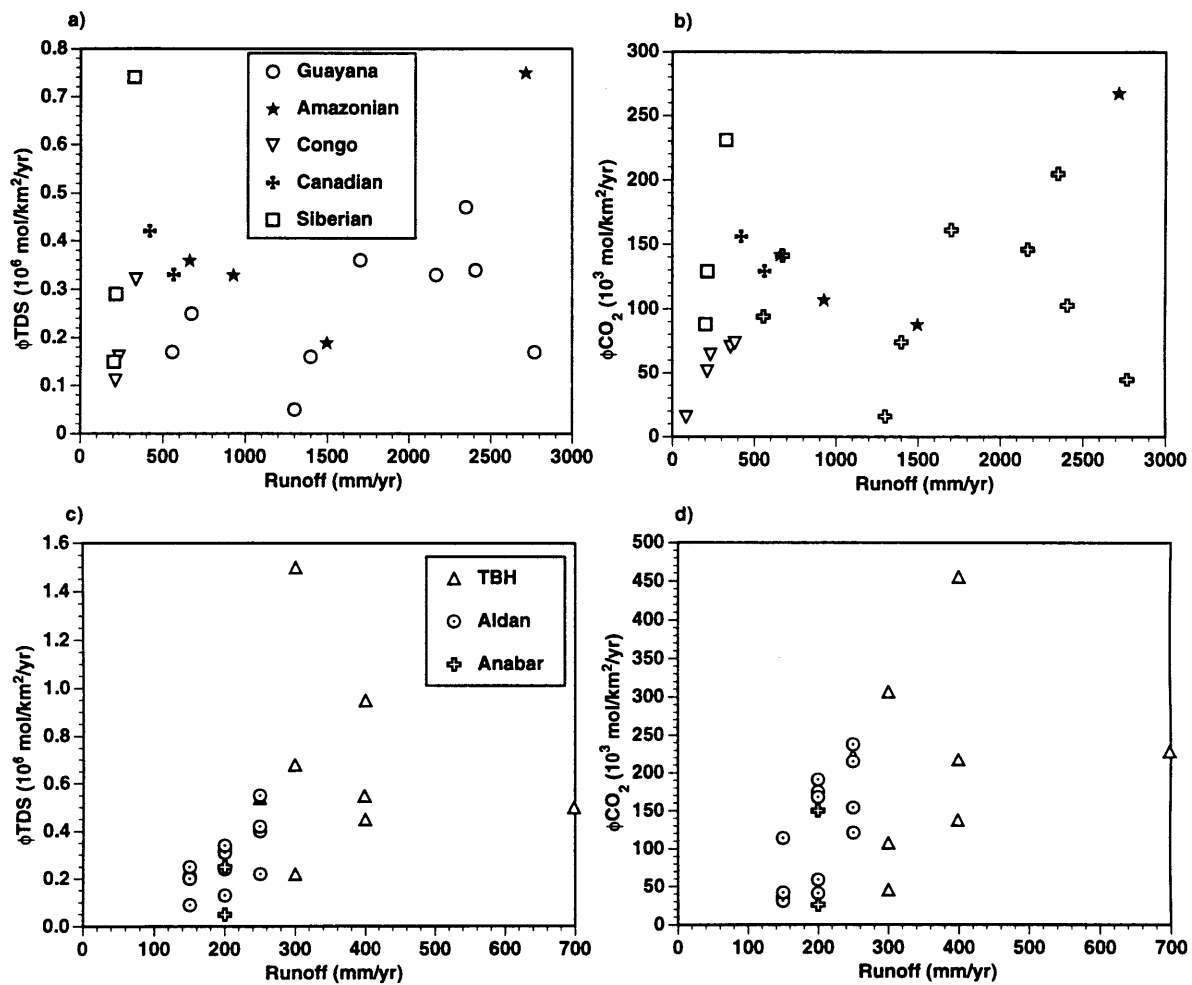 a)
0.8
0.7
0.6
0.5
0.4
0.3
0.2
0.1
0
ϕTDS (10⁶ mol/km²/yr)
Guayana
Amazonian
Congo
Canadian
Siberian
0 500 1000 1500 2000 2500 3000
Runoff (mm/yr)
b)
300
250
200
150
100
50
0
ϕCO₂ (10³ mol/km²/yr)
0 500 1000 1500 2000 2500 3000
Runoff (mm/yr)
c)
1.6
1.4
1.2
1.0
0.8
0.6
0.4
0.2
0.0
ϕTDS (10⁶ mol/km²/yr)
TBH
Aldan
Anabar
0 100 200 300 400 500 600 700
Runoff (mm/yr)
d)
500
450
400
350
300
250
200
150
100
50
0
ϕCO₂ (10³ mol/km²/yr)
0 100 200 300 400 500 600 700
Runoff (mm/yr)